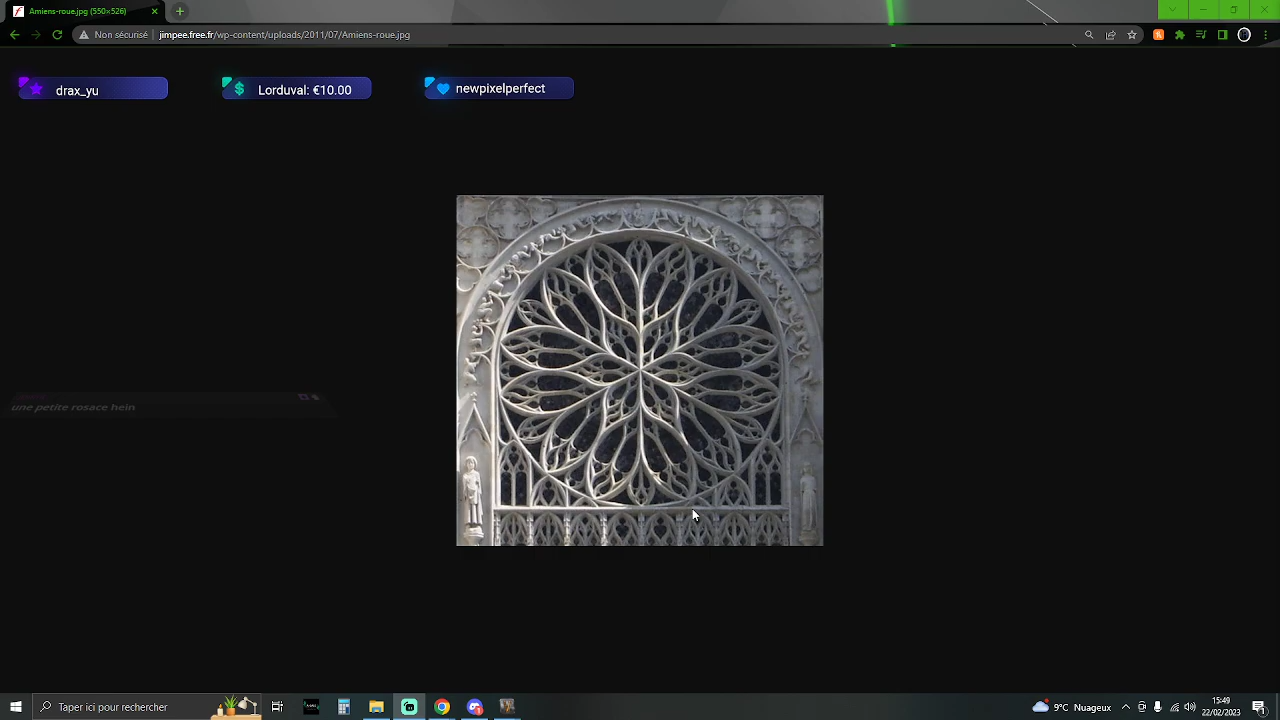 Amiens-roue.jpg (550×526)
Non sécurisé | jimpee.free.fr/wp-content/uploads/2011/07/Amiens-roue.jpg
drax_yu
Lorduval: €10.00
newpixelperfect
une petite rosace hein
Taper ici pour rechercher
9°C Nuageux
15:49
22/02/2023